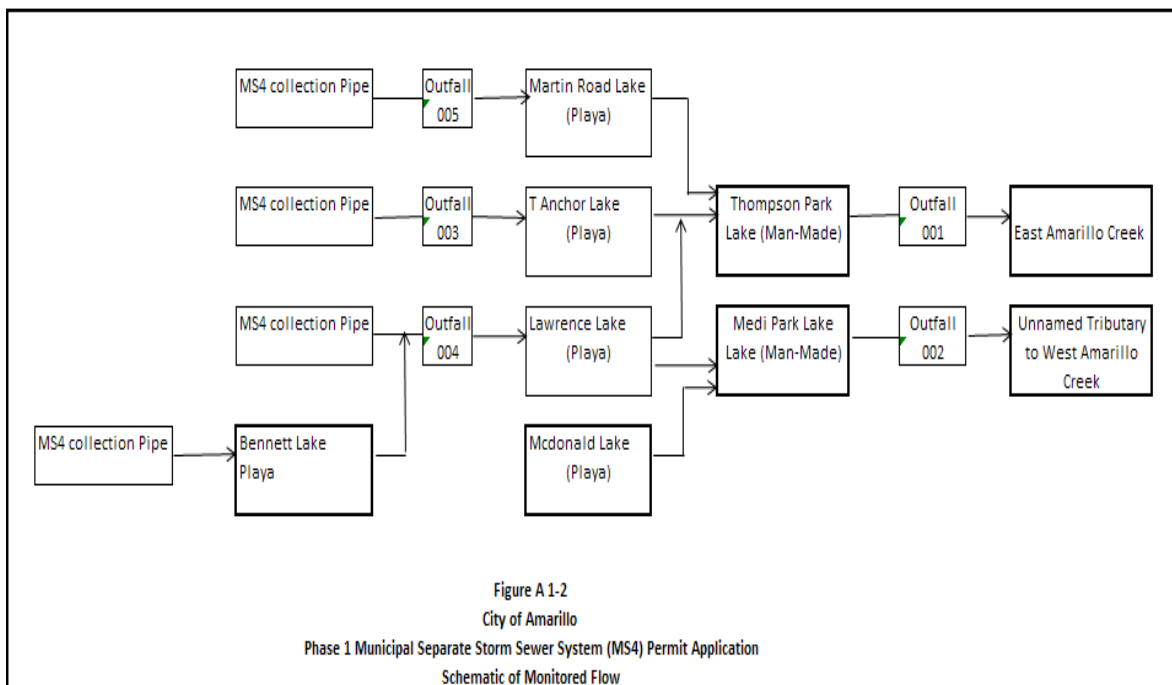 MS4 collection Pipe
Outfall
005
Martin Road Lake
(Playa)
MS4 collection Pipe
Outfall
003
T Anchor Lake
(Playa)
Thompson Park
Lake (Man-Made)
Outfall
001
East Amarillo Creek
MS4 collection Pipe
Outfall
004
Lawrence Lake
(Playa)
Medi Park Lake
Lake (Man-Made)
Outfall
002
Unnamed Tributary
to West Amarillo
Creek
MS4 collection Pipe
Bennett Lake
Playa
Mcdonald Lake
(Playa)
Figure A 1-2
City of Amarillo
Phase 1 Municipal Separate Storm Sewer System (MS4) Permit Application
Schematic of Monitored Flow